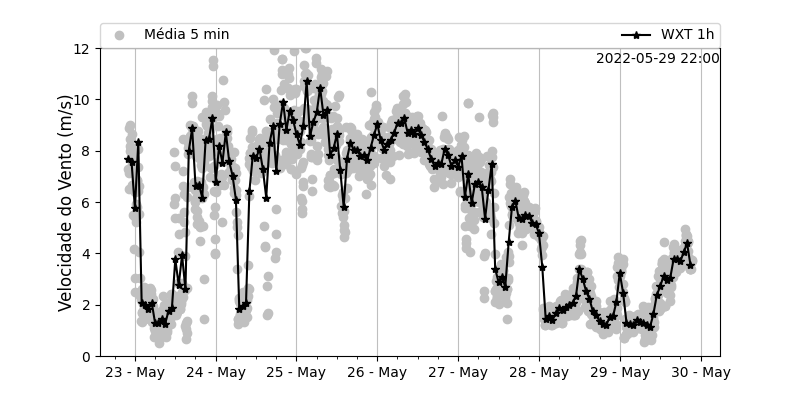 Média 5 min
WXT 1h
2022-05-29 22:00
Velocidade do Vento (m/s)
12
10
8
6
4
2
0
23 - May
24 - May
25 - May
26 - May
27 - May
28 - May
29 - May
30 - May